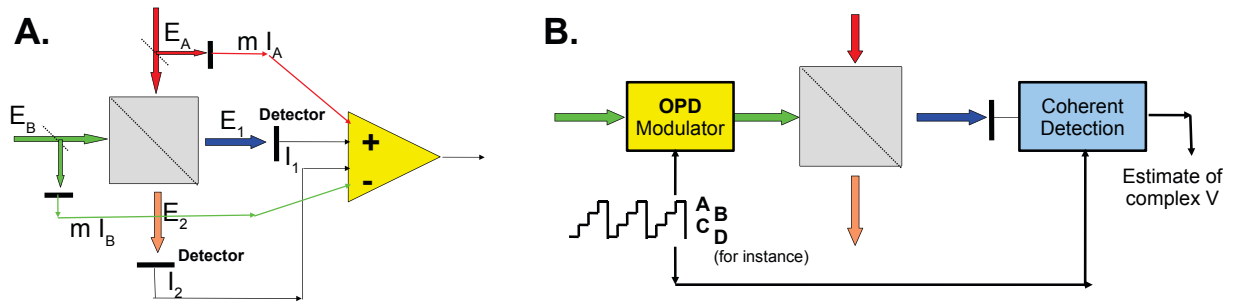 A.
E_A
m I_A
E_B
E_1
Detector
I_1
+
-
E_2
m I_B
Detector
I_2
B.
OPD
Modulator
Coherent
Detection
Estimate of
complex V
A B
C D
(for instance)